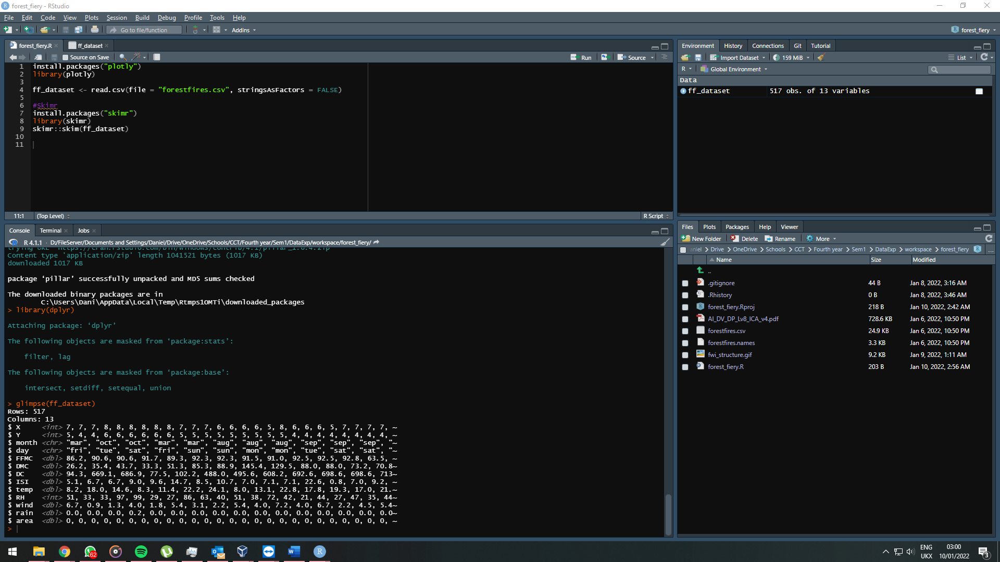 forest_fiery - RStudio
File Edit Code View Plots Session Build Debug Profile Tools Help
Go to file/function Addins forest_fiery
forest_fiery.R ff_dataset
Source on Save Run Source
1 install.packages("plotly")
2 library(plotly)
3
4 ff_dataset <- read.csv(file = "forestfires.csv", stringsAsFactors = FALSE)
5
6 #Skimr
7 install.packages("skimr")
8 library(skimr)
9 skimr::skim(ff_dataset)
10
11
11:1 (Top Level) R Script
Console Terminal Jobs
R 4.1.1 · D:/FileServer/Documents and Settings/Daniel/Drive/OneDrive/Schools/CCT/Fourth year/Sem1/DataExp/workspace/forest_fiery/
Content type 'application/zip' length 1041521 bytes (1017 KB)
downloaded 1017 KB
package ‘pillar’ successfully unpacked and MD5 sums checked
The downloaded binary packages are in
C:\Users\Dani\AppData\Local\Temp\Rtmps1OMTi\downloaded_packages
> library(dplyr)
Attaching package: ‘dplyr’
The following objects are masked from ‘package:stats’:
filter, lag
The following objects are masked from ‘package:base’:
intersect, setdiff, setequal, union
> glimpse(ff_dataset)
Rows: 517
Columns: 13
$ X <int> 7, 7, 7, 8, 8, 8, 8, 8, 8, 7, 7, 7, 6, 6, 6, 6, 5, 8, 6, 6, 6, 5, 7, 7, 7, 7, ~
$ Y <int> 5, 4, 4, 6, 6, 6, 6, 6, 6, 5, 5, 5, 5, 5, 5, 5, 5, 5, 4, 4, 4, 4, 4, 4, 4, 4, ~
$ month <chr> "mar", "oct", "oct", "mar", "mar", "aug", "aug", "aug", "sep", "sep", "sep", "~
$ day <chr> "fri", "tue", "sat", "fri", "sun", "sun", "mon", "mon", "tue", "sat", "sat", "~
$ FFMC <dbl> 86.2, 90.6, 90.6, 91.7, 89.3, 92.3, 92.3, 91.5, 91.0, 92.5, 92.5, 92.8, 63.5, ~
$ DMC <dbl> 26.2, 35.4, 43.7, 33.3, 51.3, 85.3, 88.9, 145.4, 129.5, 88.0, 88.0, 73.2, 70.8~
$ DC <dbl> 94.3, 669.1, 686.9, 77.5, 102.2, 488.0, 495.6, 608.2, 692.6, 698.6, 698.6, 713~
$ ISI <dbl> 5.1, 6.7, 6.7, 9.0, 9.6, 14.7, 8.5, 10.7, 7.0, 7.1, 7.1, 22.6, 0.8, 7.0, 9.2, ~
$ temp <dbl> 8.2, 18.0, 14.6, 8.3, 11.4, 22.2, 24.1, 8.0, 13.1, 22.8, 17.8, 19.3, 17.0, 21.~
$ RH <int> 51, 33, 33, 97, 99, 29, 27, 86, 63, 40, 51, 38, 72, 42, 21, 44, 27, 47, 35, 44~
$ wind <dbl> 6.7, 0.9, 1.3, 4.0, 1.8, 5.4, 3.1, 2.2, 5.4, 4.0, 7.2, 4.0, 6.7, 2.2, 4.5, 5.4~
$ rain <dbl> 0.0, 0.0, 0.0, 0.2, 0.0, 0.0, 0.0, 0.0, 0.0, 0.0, 0.0, 0.0, 0.0, 0.0, 0.0, 0.0~
$ area <dbl> 0, 0, 0, 0, 0, 0, 0, 0, 0, 0, 0, 0, 0, 0, 0, 0, 0, 0, 0, 0, 0, 0, 0, 0, 0, 0, ~
>
Environment History Connections Git Tutorial
Import Dataset 159 MiB List
R Global Environment
Data
ff_dataset 517 obs. of 13 variables
Files Plots Packages Help Viewer
New Folder Delete Rename More
aniel > Drive > OneDrive > Schools > CCT > Fourth year > Sem1 > DataExp > workspace > forest_fiery ...
Name Size Modified
..
.gitignore 44 B Jan 8, 2022, 3:16 AM
.Rhistory 0 B Jan 8, 2022, 3:46 AM
forest_fiery.Rproj 218 B Jan 10, 2022, 2:42 AM
AI_DV_DP_Lv8_ICA_v4.pdf 728.6 KB Jan 6, 2022, 10:50 PM
forestfires.csv 24.9 KB Jan 6, 2022, 10:50 PM
forestfires.names 3.3 KB Jan 6, 2022, 10:50 PM
fwi_structure.gif 9.2 KB Jan 9, 2022, 1:11 AM
forest_fiery.R 203 B Jan 10, 2022, 2:56 AM
62
ENG
UKX
03:00
10/01/2022
3